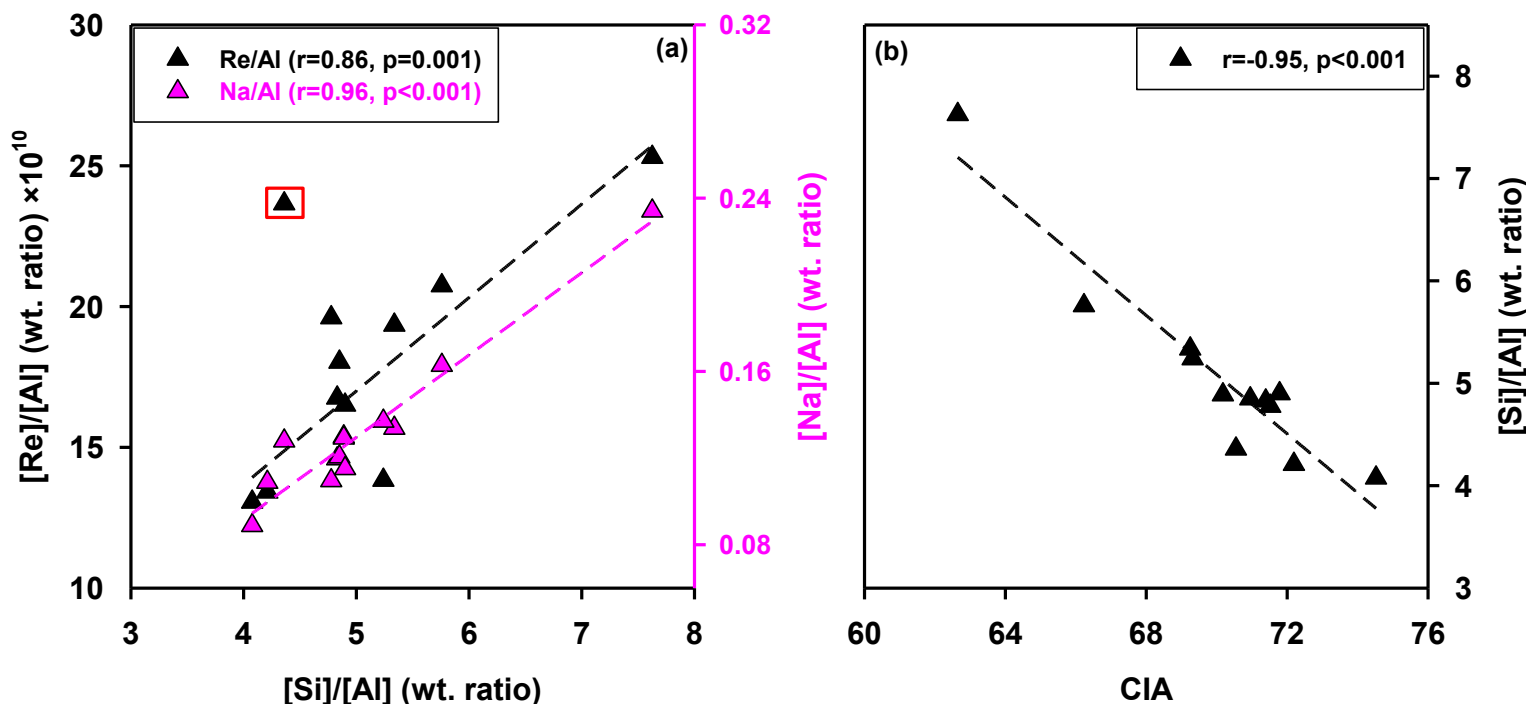 (a)
Re/Al (r=0.86, p=0.001)
Na/Al (r=0.96, p<0.001)
[Re]/[Al] (wt. ratio) ×10^10
30
25
20
15
10
3 4 5 6 7 8
[Si]/[Al] (wt. ratio)
0.32
0.24
0.16
0.08
[Na]/[Al] (wt. ratio)
(b)
r=-0.95, p<0.001
8
7
6
5
4
3
[Si]/[Al] (wt. ratio)
60 64 68 72 76
CIA